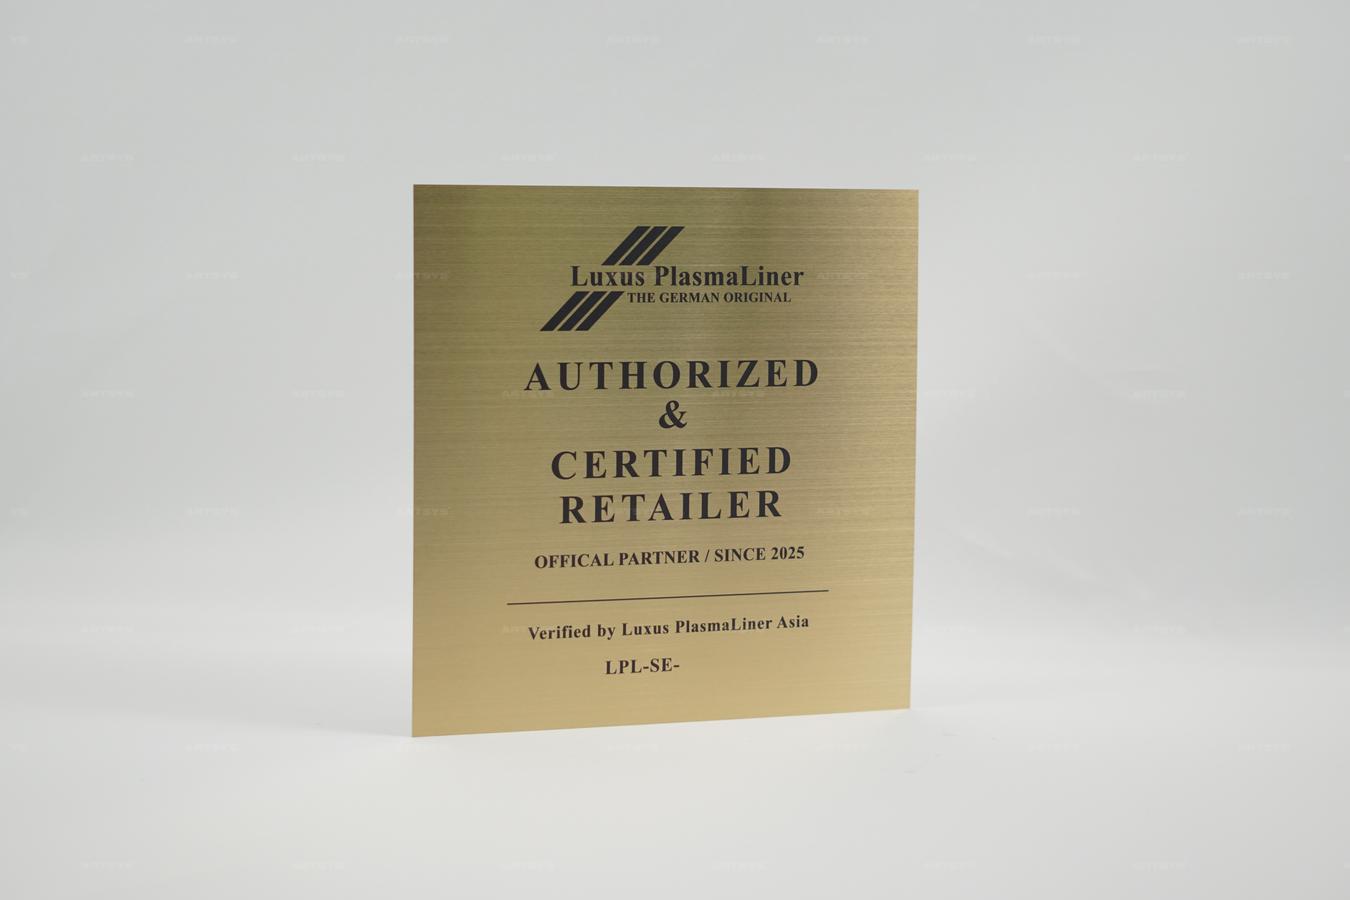 Luxus PlasmaLiner
THE GERMAN ORIGINAL
AUTHORIZED
&
CERTIFIED
RETAILER
OFFICAL PARTNER / SINCE 2025
Verified by Luxus PlasmaLiner Asia
LPL-SE-